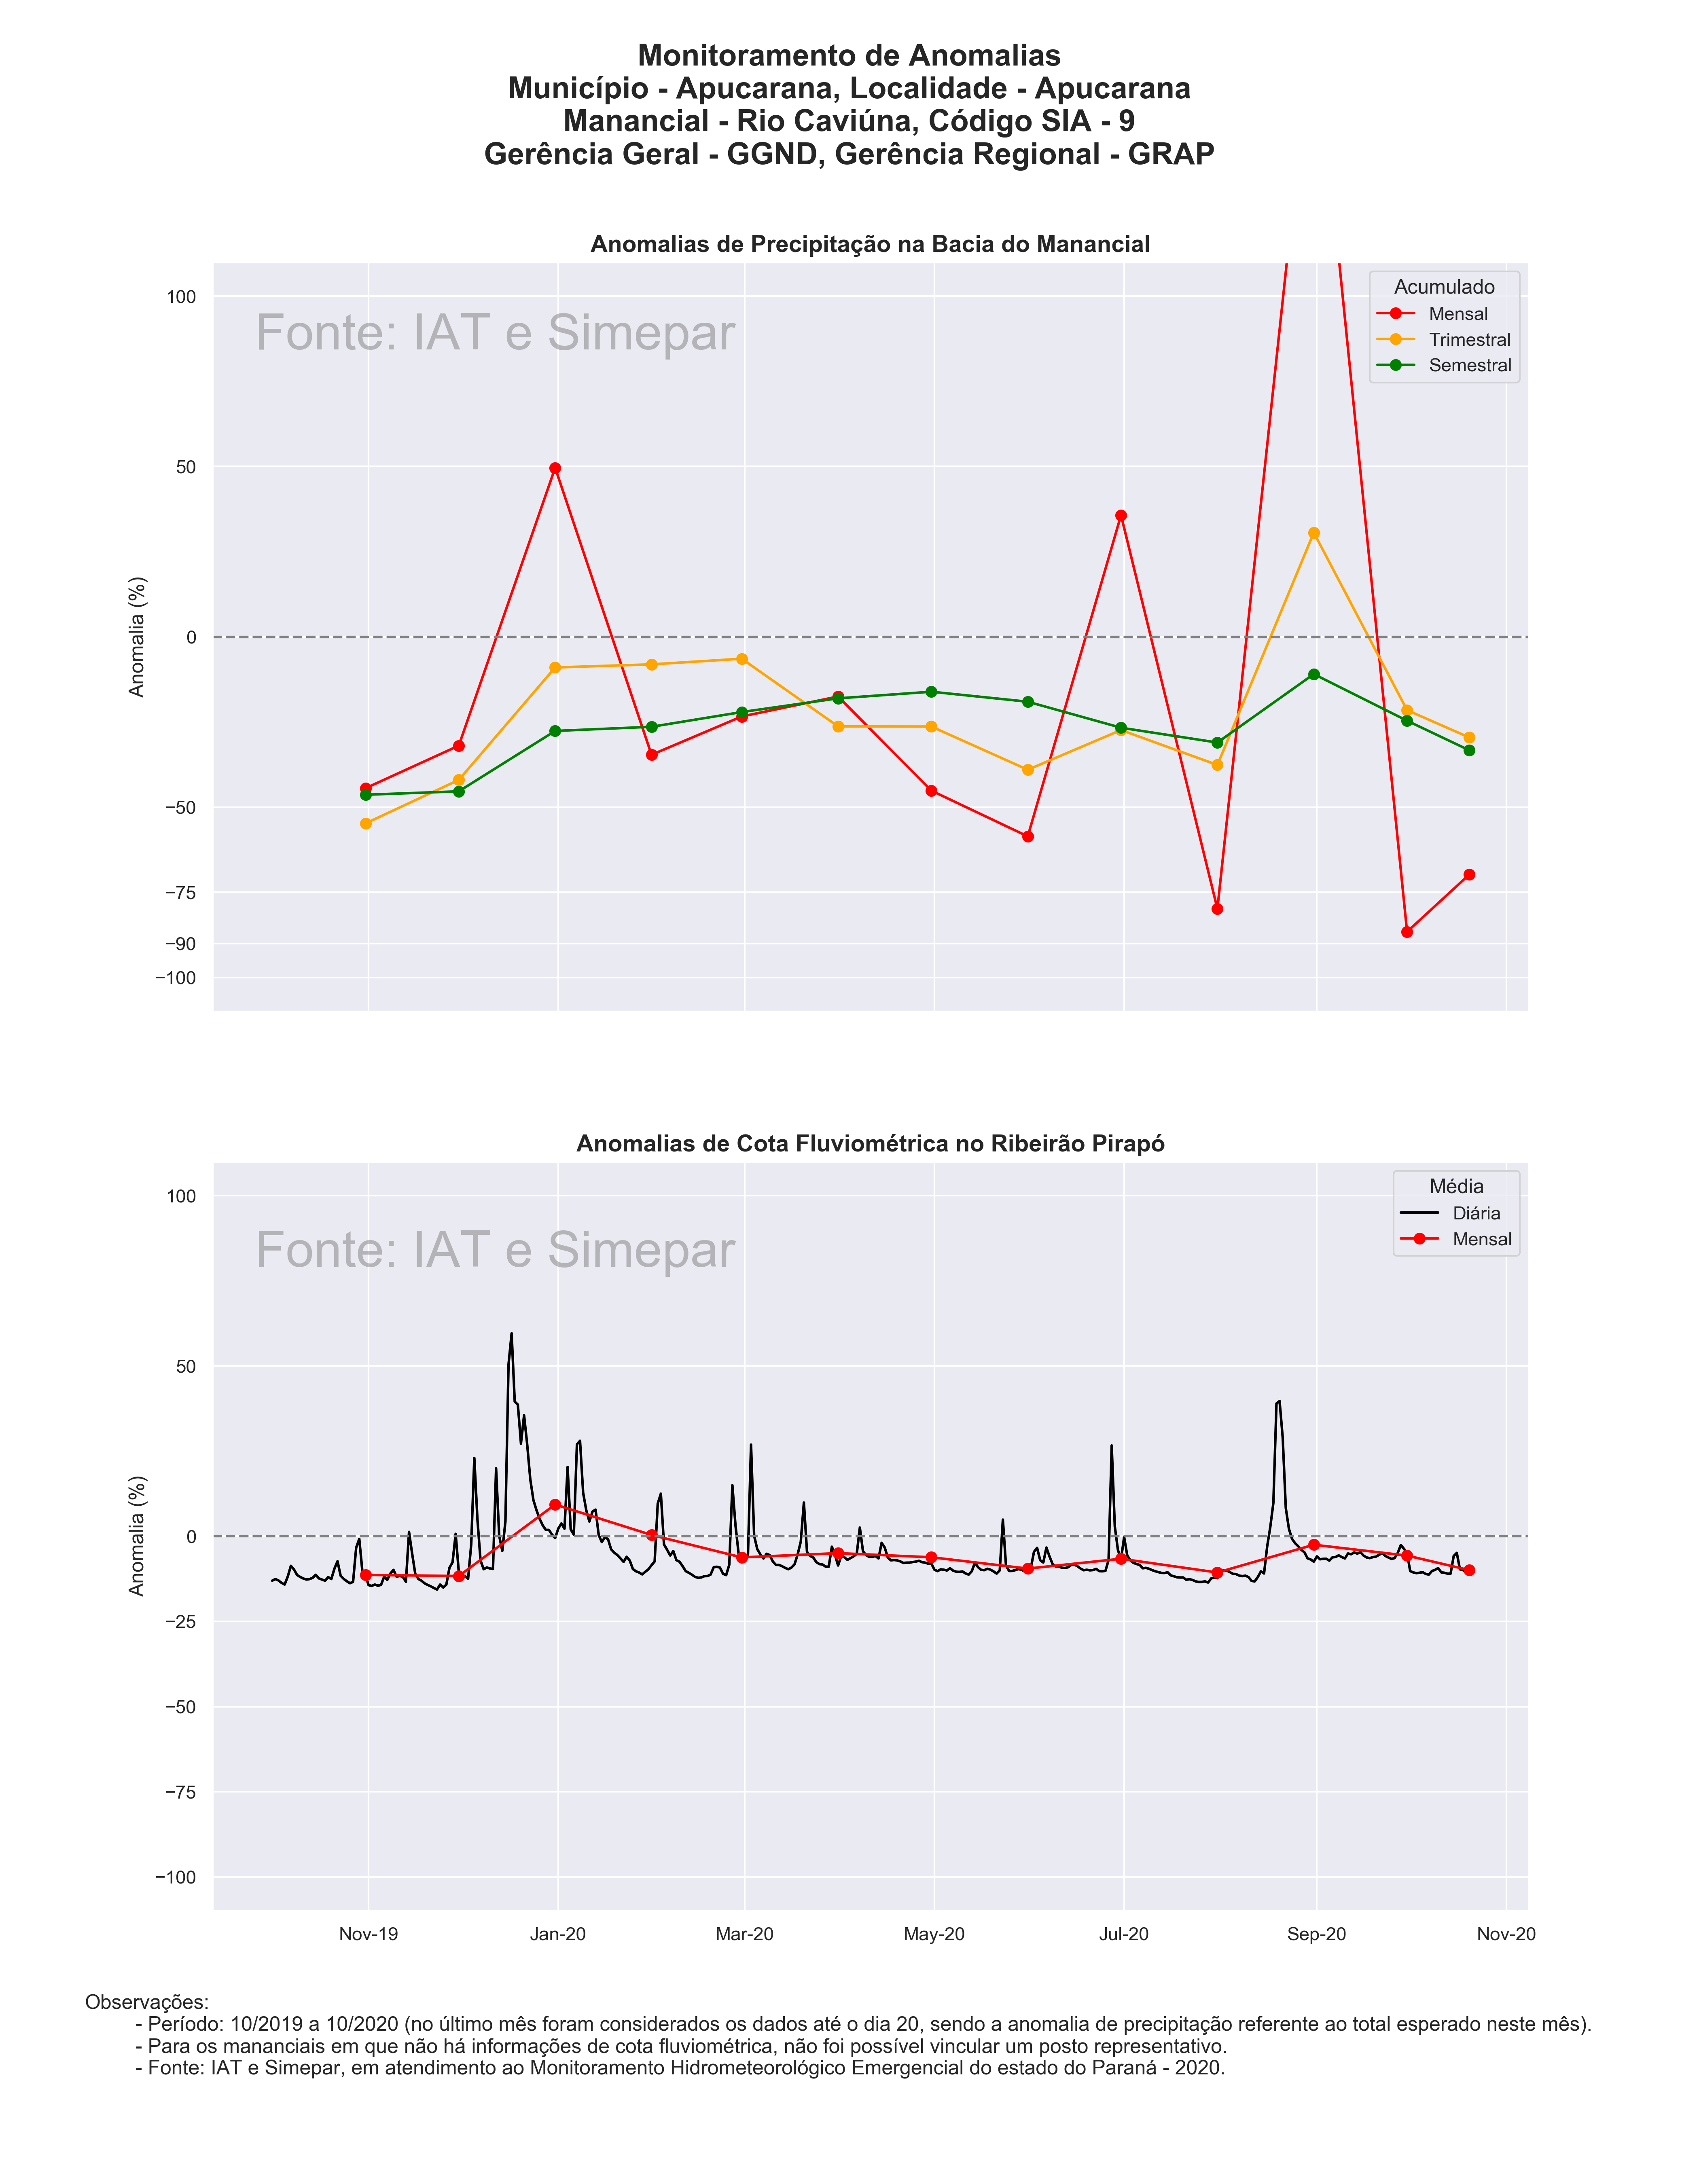 Monitoramento de Anomalias
Município - Apucarana, Localidade - Apucarana
Manancial - Rio Caviúna, Código SIA - 9
Gerência Geral - GGND, Gerência Regional - GRAP
Anomalias de Precipitação na Bacia do Manancial
Fonte: IAT e Simepar
Acumulado
Mensal
Trimestral
Semestral
Anomalia (%)
100
50
0
−50
−75
−90
−100
Anomalias de Cota Fluviométrica no Ribeirão Pirapó
Fonte: IAT e Simepar
Média
Diária
Mensal
Anomalia (%)
100
50
0
−25
−50
−75
−100
Nov-19 Jan-20 Mar-20 May-20 Jul-20 Sep-20 Nov-20
Observações:
- Período: 10/2019 a 10/2020 (no último mês foram considerados os dados até o dia 20, sendo a anomalia de precipitação referente ao total esperado neste mês).
- Para os mananciais em que não há informações de cota fluviométrica, não foi possível vincular um posto representativo.
- Fonte: IAT e Simepar, em atendimento ao Monitoramento Hidrometeorológico Emergencial do estado do Paraná - 2020.